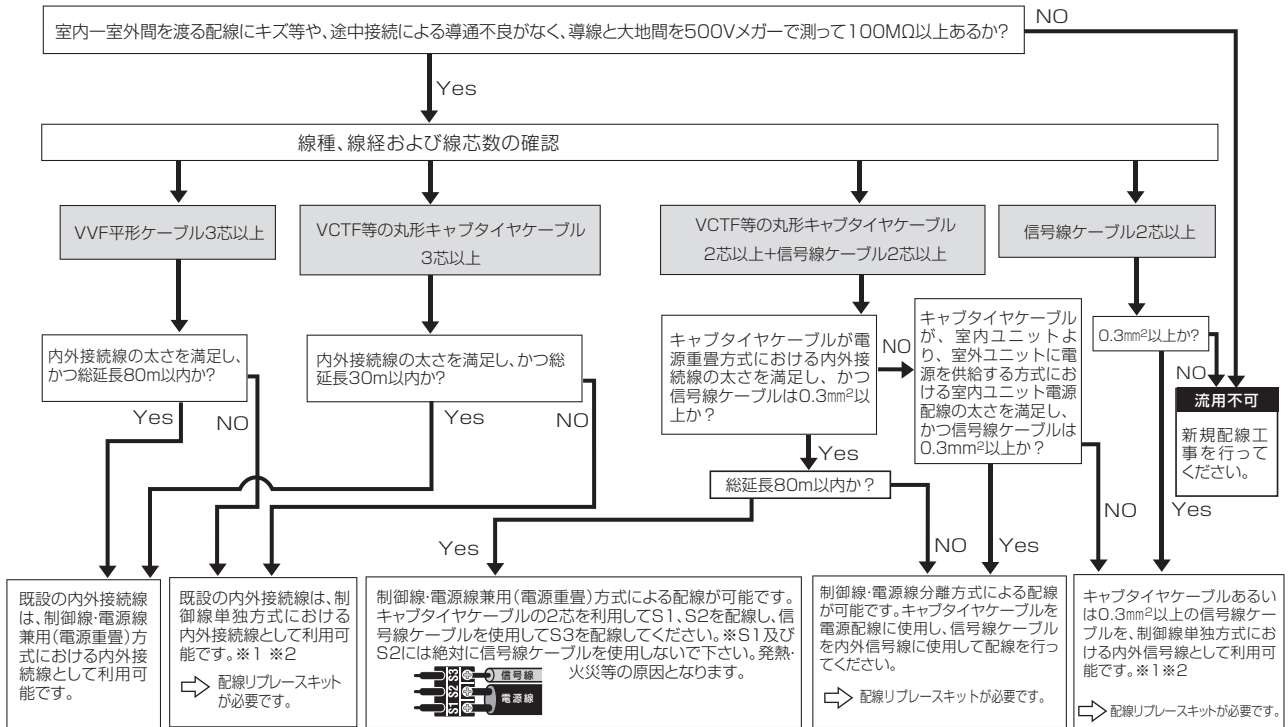 室内ー室外間を渡る配線にキズ等や、途中接続による導通不良がなく、導線と大地間を500Vメガーで測って100MΩ以上あるか?
NO
Yes
線種、線経および線芯数の確認
VVF平形ケーブル3芯以上
VCTF等の丸形キャブタイヤケーブル
3芯以上
VCTF等の丸形キャブタイヤケーブル
2芯以上+信号線ケーブル2芯以上
信号線ケーブル2芯以上
内外接続線の太さを満足し、
かつ総延長80m以内か?
Yes
NO
内外接続線の太さを満足し、かつ総
延長30m以内か?
Yes
NO
キャブタイヤケーブルが電
源重畳方式における内外接
続線の太さを満足し、かつ
信号線ケーブルは0.3mm²以
上か?
NO
Yes
キャブタイヤケーブル
が、室内ユニットよ
り、室外ユニットに電
源を供給する方式にお
ける室内ユニット電源
配線の太さを満足し、
かつ信号線ケーブルは
0.3mm²以上か?
0.3mm²以上か?
NO
流用不可
新規配線工
事を行って
ください。
総延長80m以内か?
Yes
NO
Yes
NO
Yes
既設の内外接続線
は、制御線・電源線
兼用(電源重畳)方
式における内外接
続線として利用可
能です。
既設の内外接続線は、制
御線単独方式における
内外接続線として利用可
能です。※1 ※2
⇨ 配線リプレースキット
が必要です。
制御線・電源線兼用(電源重畳)方式による配線が可能です。
キャブタイヤケーブルの2芯を利用してS1、S2を配線し、信
号線ケーブルを使用してS3を配線してください。※S1及び
S2には絶対に信号線ケーブルを使用しないで下さい。発熱・
火災等の原因となります。
S1 S2 S3
信号線
電源線
制御線・電源線分離方式による配線
が可能です。キャブタイヤケーブルを
電源配線に使用し、信号線ケーブル
を内外信号線に使用して配線を行っ
てください。
⇨ 配線リプレースキットが必要です。
キャブタイヤケーブルあるい
は0.3mm²以上の信号線ケー
ブルを、制御線単独方式にお
ける内外信号線として利用可
能です。※1※2
⇨ 配線リプレースキットが必要です。